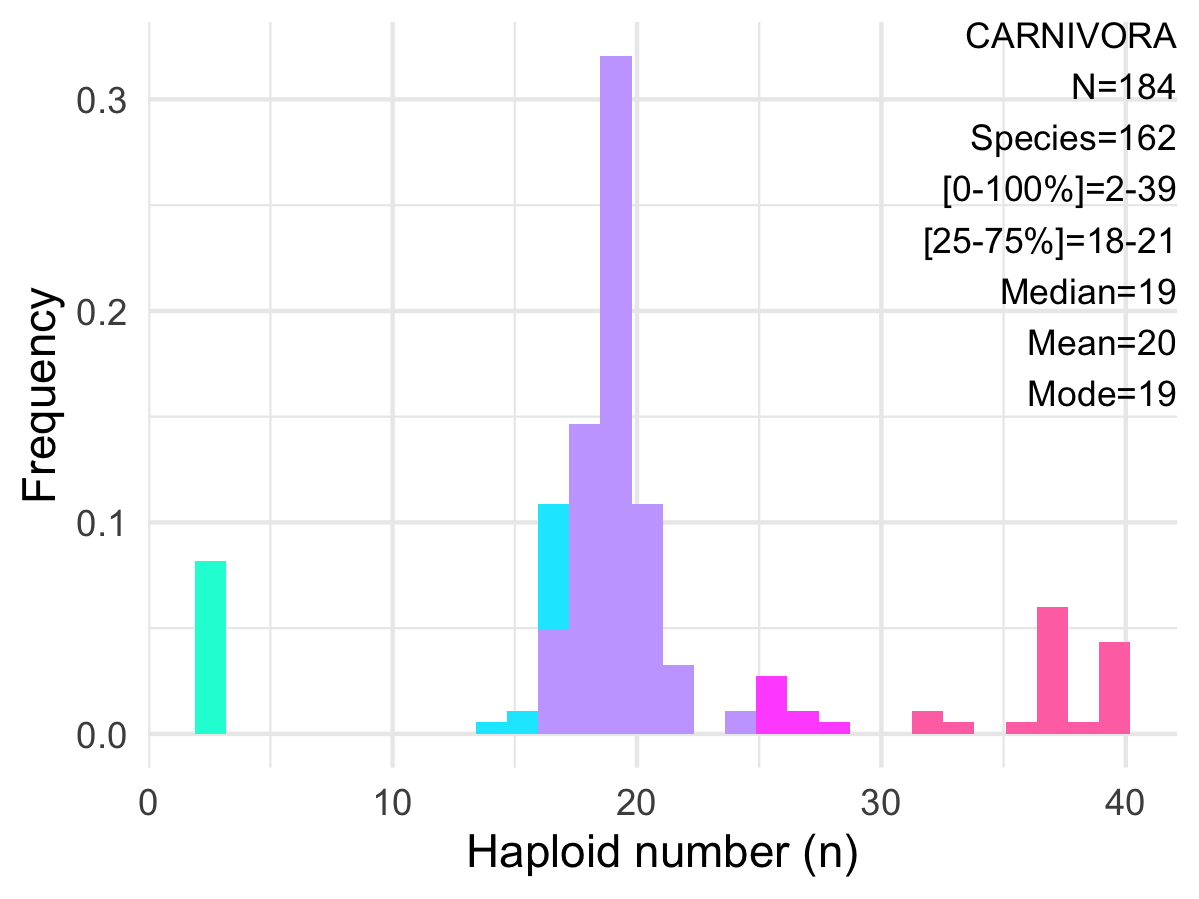 CARNIVORA
N=184
Species=162
[0-100%]=2-39
[25-75%]=18-21
Median=19
Mean=20
Mode=19
Frequency
0.3
0.2
0.1
0.0
0 10 20 30 40
Haploid number (n)